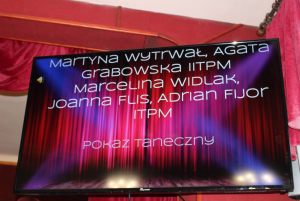 Martyna Wytrwał, Agata
Grabowska IITPM
Marcelina Widlak,
Joanna Flis, Adrian Fijor
ITPM
Pokaz Taneczny